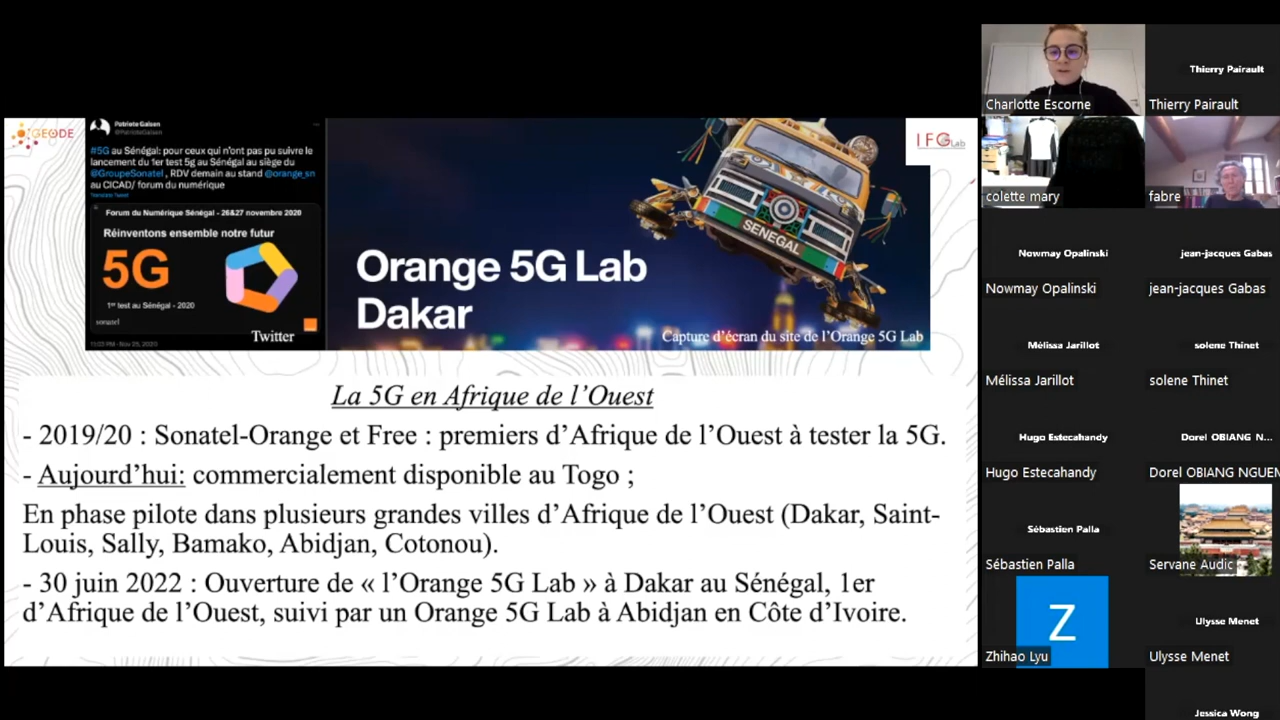 GEODE
Patriote Galsen
@PatrioteGalsen
#5G au Sénégal: pour ceux qui n'ont pas pu suivre le
lancement du 1er test 5g au Sénégal au siège du
@GroupeSonatel , RDV demain au stand @orange_sn
au CICAD/ forum du numérique
Forum du Numérique Sénégal - 26&27 novembre 2020
Réinventons ensemble notre futur
5G
1er test au Sénégal - 2020
sonatel
Twitter
Orange 5G Lab
Dakar
SENEGAL
Capture d'écran du site de l'Orange 5G Lab
IFGLab
La 5G en Afrique de l'Ouest
- 2019/20 : Sonatel-Orange et Free : premiers d'Afrique de l'Ouest à tester la 5G.
- Aujourd'hui: commercialement disponible au Togo ;
En phase pilote dans plusieurs grandes villes d'Afrique de l'Ouest (Dakar, Saint-
Louis, Sally, Bamako, Abidjan, Cotonou).
- 30 juin 2022 : Ouverture de « l'Orange 5G Lab » à Dakar au Sénégal, 1er
d'Afrique de l'Ouest, suivi par un Orange 5G Lab à Abidjan en Côte d'Ivoire.
Charlotte Escorne
Thierry Pairault
Thierry Pairault
colette mary
fabre
Nowmay Opalinski
Nowmay Opalinski
jean-jacques Gabas
jean-jacques Gabas
Mélissa Jarillot
Mélissa Jarillot
solene Thinet
solene Thinet
Hugo Estecahandy
Hugo Estecahandy
Dorel OBIANG N...
Dorel OBIANG NGUEM
Sébastien Palla
Sébastien Palla
Servane Audic
Z
Zhihao Lyu
Ulysse Menet
Ulysse Menet
Jessica Wong